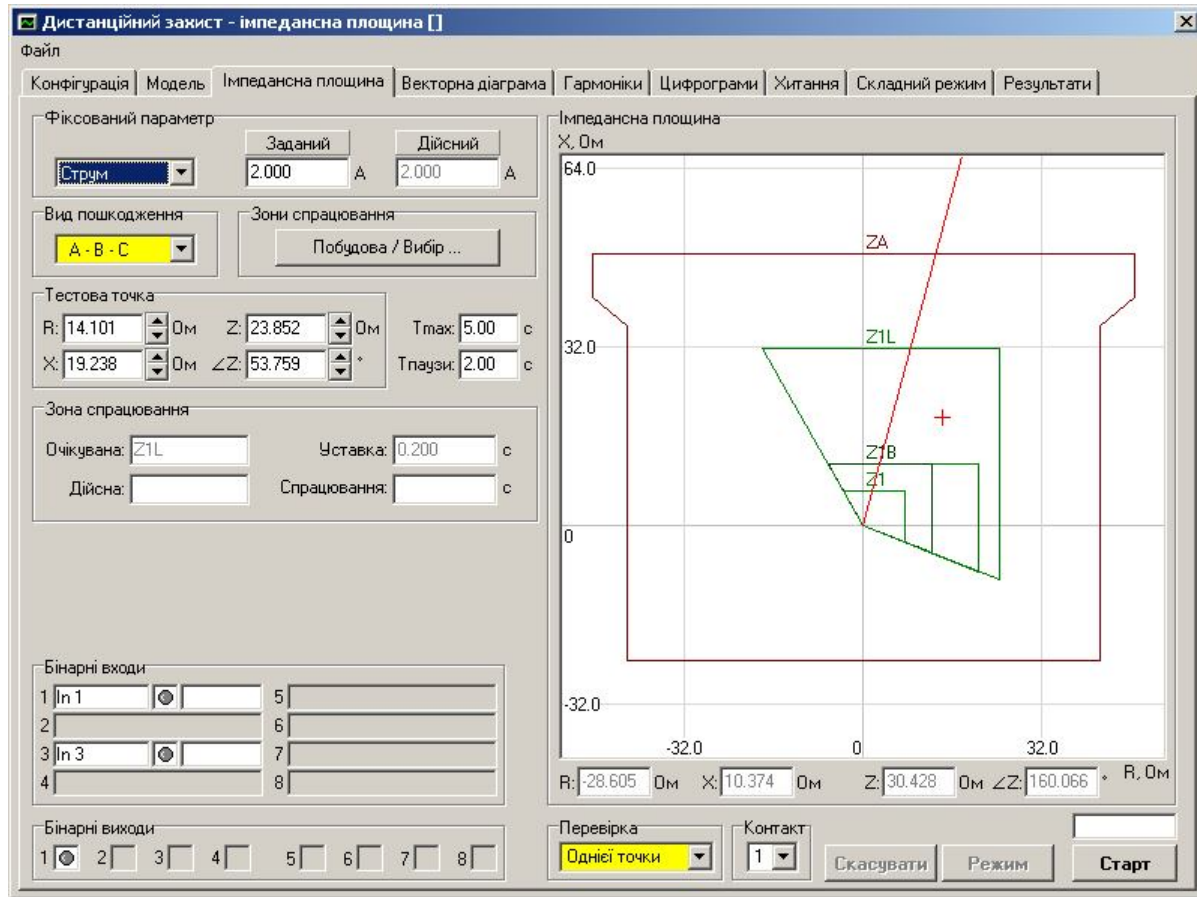 Дистанційний захист - імпедансна площина []
Файл
Конфігурація Модель Імпедансна площина Векторна діаграма Гармоніки Цифрограми Хитання Складний режим Результати
Фіксований параметр
Заданий Дійсний
Струм 2.000 А 2.000 А
Вид пошкодження Зони спрацювання
A - B - C Побудова / Вибір ...
Тестова точка
R: 14.101 Ом Z: 23.852 Ом Tmax: 5.00 с
X: 19.238 Ом ∠Z: 53.759 ° Tпаузи: 2.00 с
Зона спрацювання
Очікувана: Z1L Уставка: 0.200 с
Дійсна: Спрацювання: с
Бінарні входи
1 In 1 5
2 6
3 In 3 7
4 8
Бінарні виходи
1 2 3 4 5 6 7 8
Імпедансна площина
X, Ом
64.0
ZA
Z1L
32.0
Z1B
Z1
0
-32.0
-32.0 0 32.0
R: -28.605 Ом X: 10.374 Ом Z: 30.428 Ом ∠Z: 160.066 ° R, Ом
Перевірка Контакт
Однієї точки 1 Скасувати Режим Старт